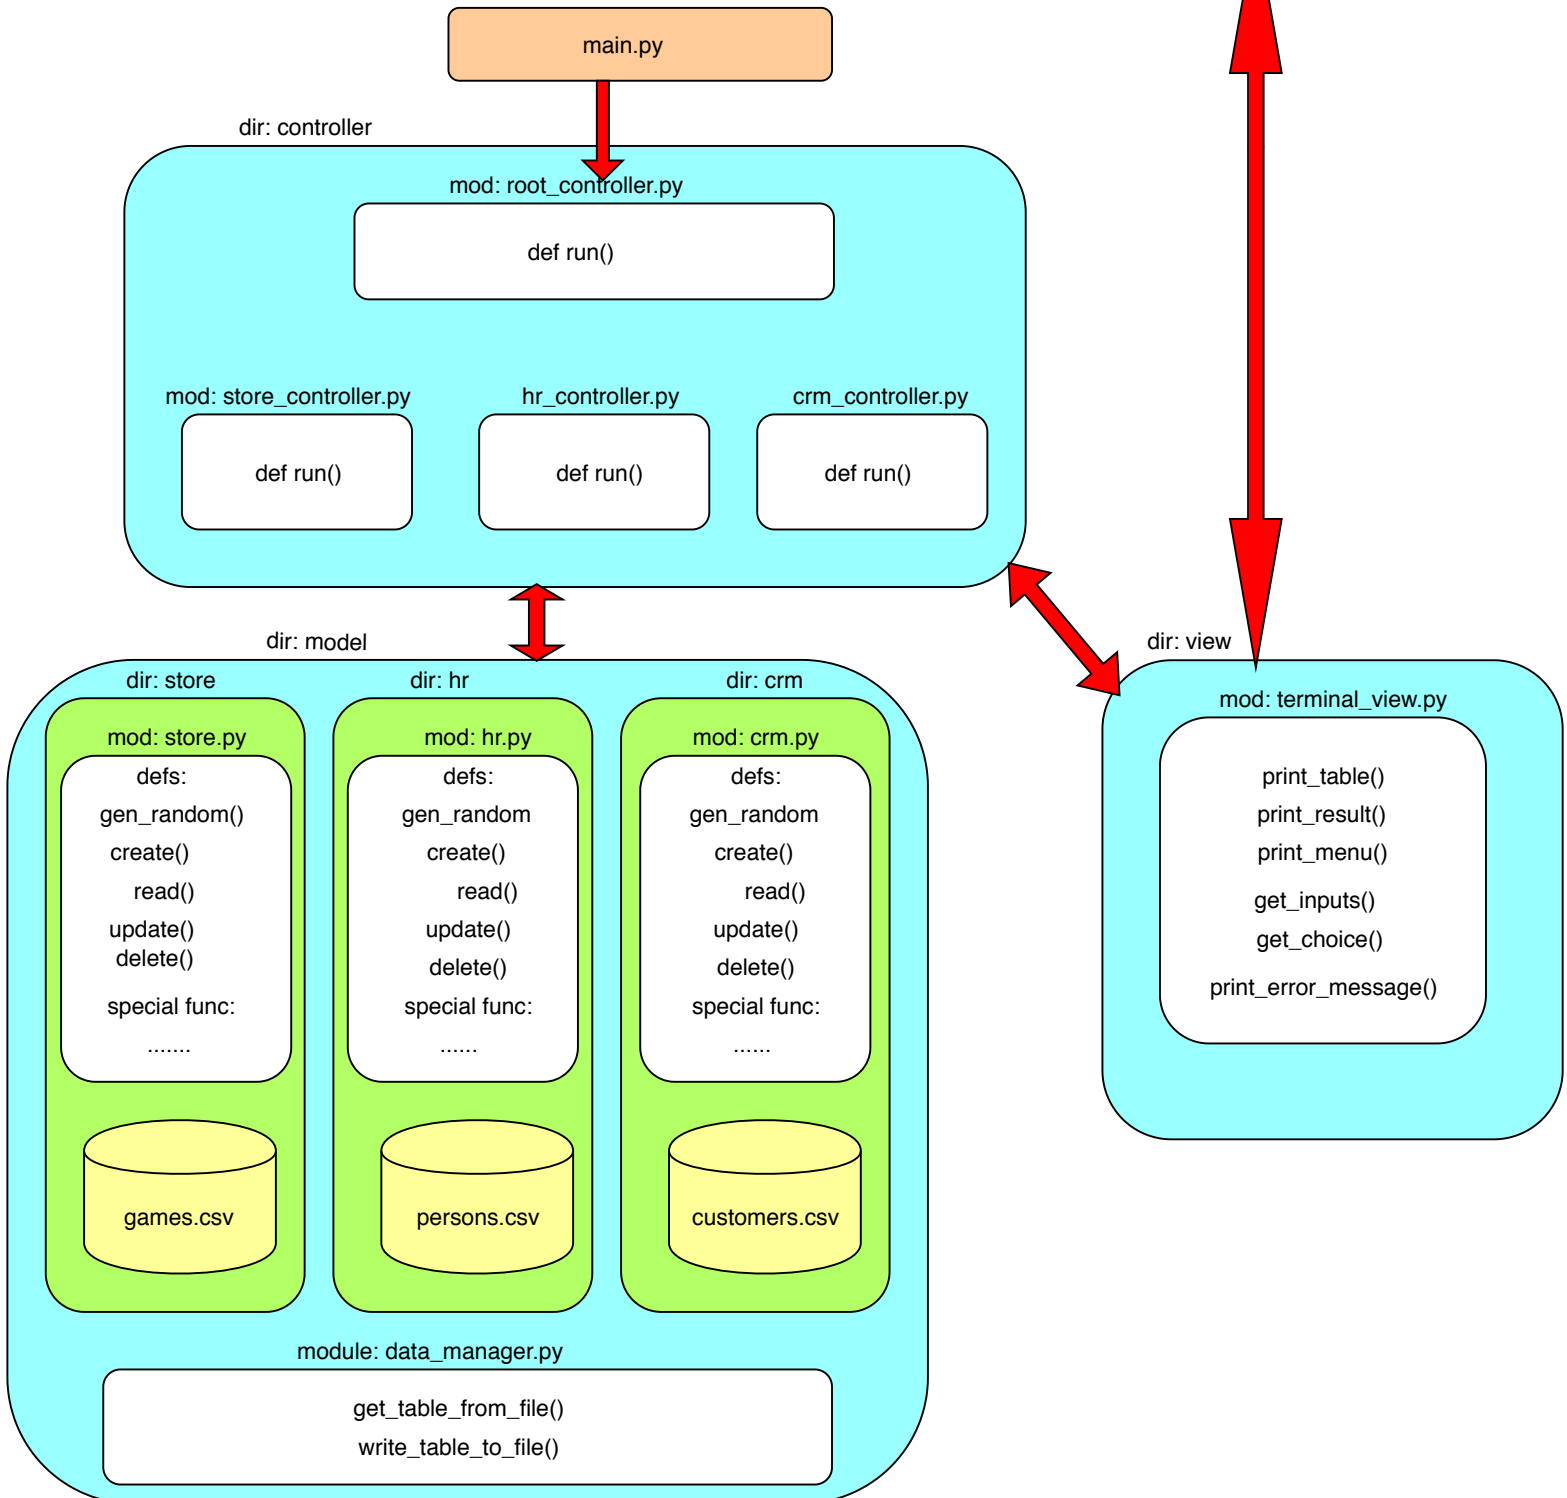 main.py
dir: controller
mod: root_controller.py
def run()
mod: store_controller.py
hr_controller.py
crm_controller.py
def run()
def run()
def run()
dir: model
dir: store
dir: hr
dir: crm
mod: store.py
defs:
gen_random()
create()
read()
update()
delete()
special func:
.......
games.csv
mod: hr.py
defs:
gen_random
create()
read()
update()
delete()
special func:
......
persons.csv
mod: crm.py
defs:
gen_random
create()
read()
update()
delete()
special func:
......
customers.csv
module: data_manager.py
get_table_from_file()
write_table_to_file()
dir: view
mod: terminal_view.py
print_table()
print_result()
print_menu()
get_inputs()
get_choice()
print_error_message()